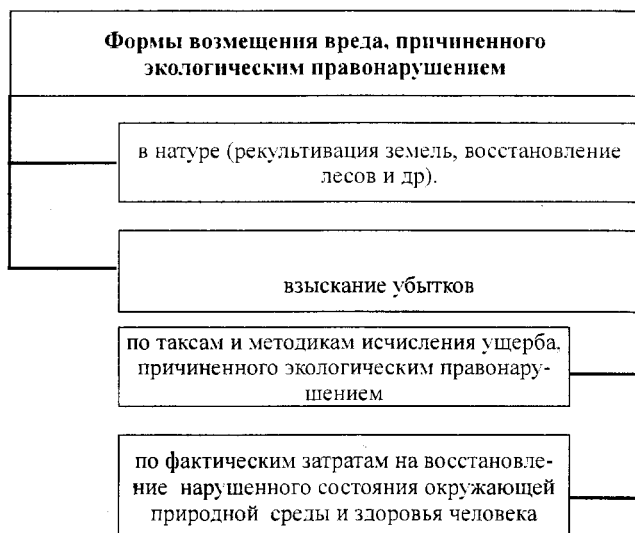 Формы возмещения вреда, причиненного
экологическим правонарушением
в натуре (рекультивация земель, восстановление
лесов и др).
взыскание убытков
по таксам и методикам исчисления ущерба,
причиненного экологическим правонару-
шением
по фактическим затратам на восстановле-
ние нарушенного состояния окружающей
природной среды и здоровья человека